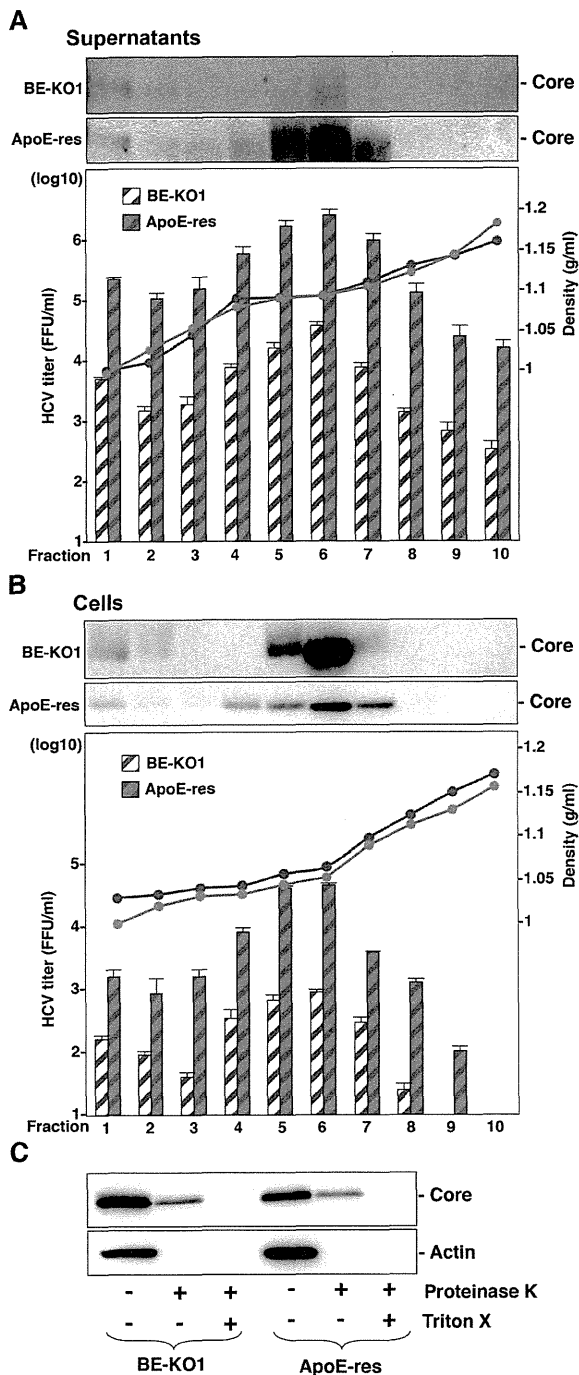 A
Supernatants
BE-KO1
- Core
ApoE-res
- Core
(log10)
BE-KO1
ApoE-res
6
5
4
3
2
1
HCV titer (FFU/ml)
1.2
1.15
1.10
1.05
1
Density (g/ml)
Fraction 1 2 3 4 5 6 7 8 9 10
B
Cells
BE-KO1
- Core
ApoE-res
- Core
(log10)
BE-KO1
ApoE-res
5
4
3
2
1
HCV titer (FFU/ml)
1.2
1.15
1.1
1.05
1
Density (g/ml)
Fraction 1 2 3 4 5 6 7 8 9 10
C
- Core
- Actin
- + + - + + Proteinase K
- - + - - + Triton X
BE-KO1 ApoE-res